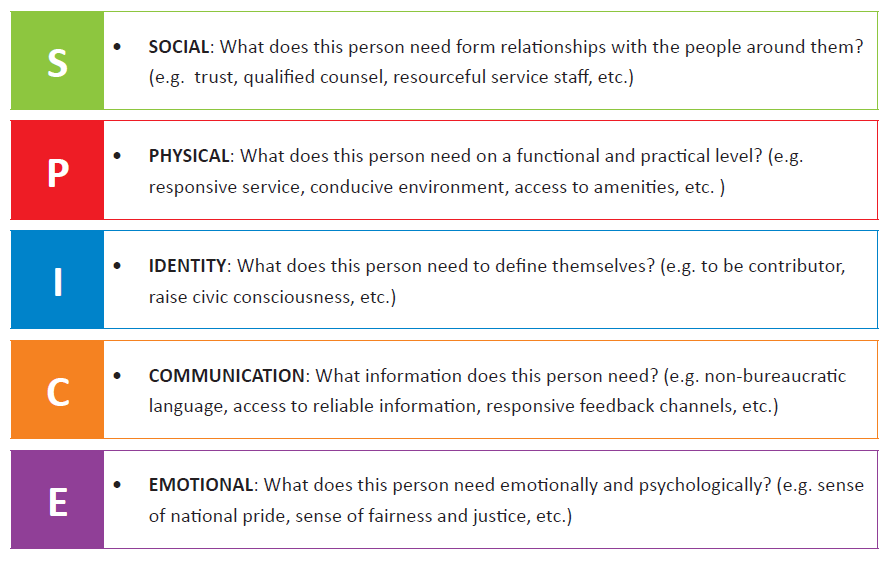 S
• SOCIAL: What does this person need form relationships with the people around them?
(e.g. trust, qualified counsel, resourceful service staff, etc.)
P
• PHYSICAL: What does this person need on a functional and practical level? (e.g.
responsive service, conducive environment, access to amenities, etc. )
I
• IDENTITY: What does this person need to define themselves? (e.g. to be contributor,
raise civic consciousness, etc.)
C
• COMMUNICATION: What information does this person need? (e.g. non-bureaucratic
language, access to reliable information, responsive feedback channels, etc.)
E
• EMOTIONAL: What does this person need emotionally and psychologically? (e.g. sense
of national pride, sense of fairness and justice, etc.)